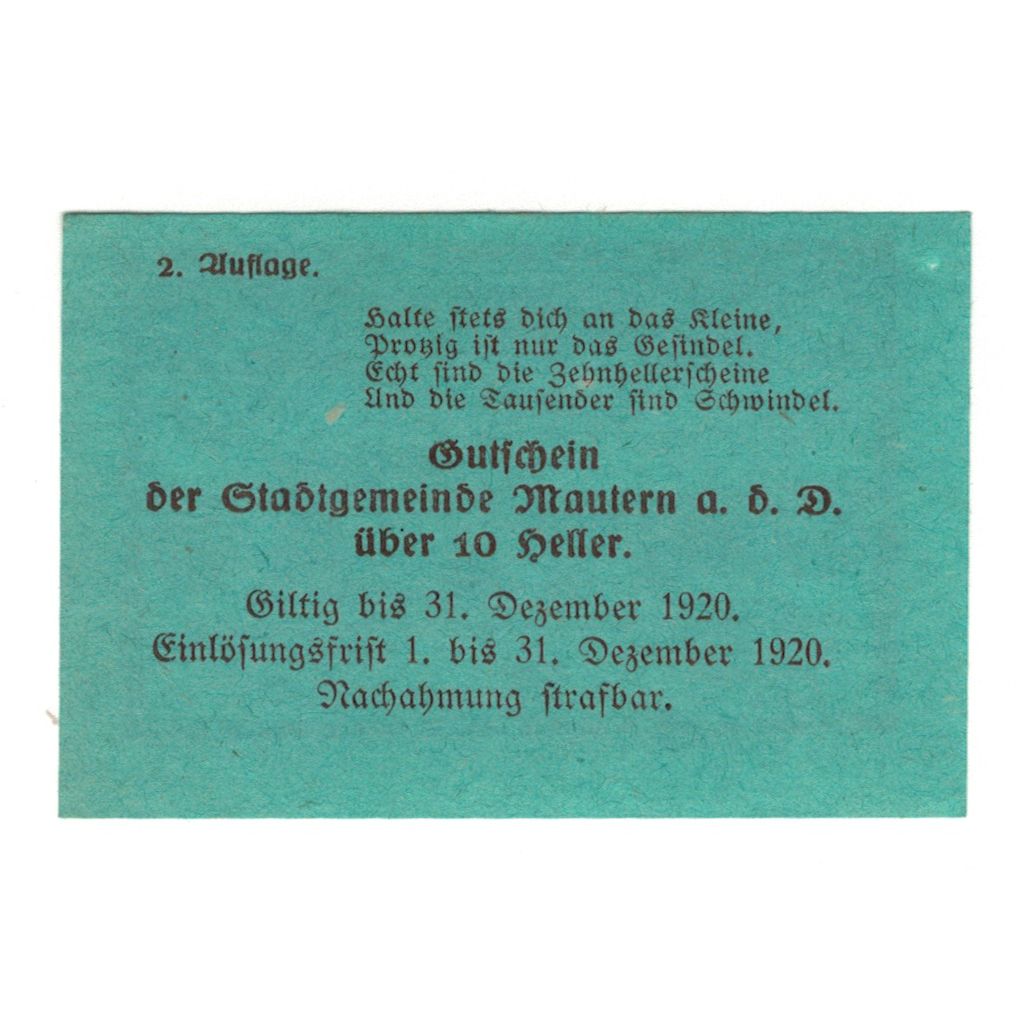 2. Auflage.
Halte stets dich an das Kleine,
Protzig ist nur das Gesindel.
Echt sind die Zehnhellerscheine
Und die Tausender sind Schwindel.
Gutschein
der Stadtgemeinde Mautern a. d. D.
über 10 Heller.
Giltig bis 31. Dezember 1920.
Einlösungsfrist 1. bis 31. Dezember 1920.
Nachahmung strafbar.